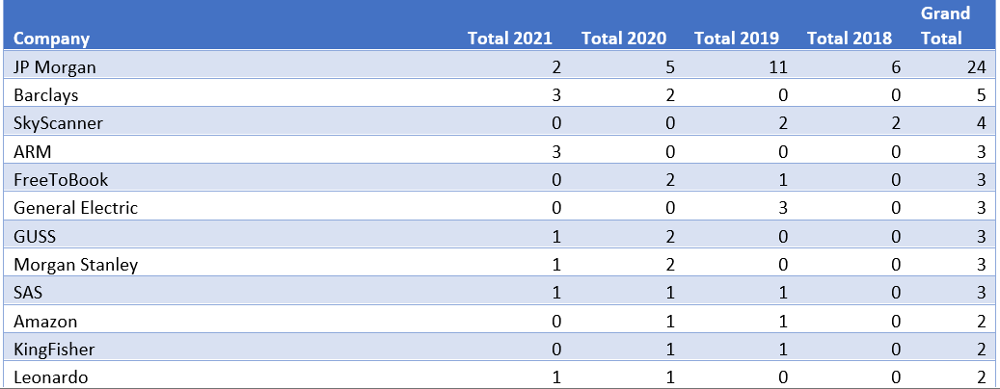 Grand
Company Total 2021 Total 2020 Total 2019 Total 2018 Total
JP Morgan 2 5 11 6 24
Barclays 3 2 0 0 5
SkyScanner 0 0 2 2 4
ARM 3 0 0 0 3
FreeToBook 0 2 1 0 3
General Electric 0 0 3 0 3
GUSS 1 2 0 0 3
Morgan Stanley 1 2 0 0 3
SAS 1 1 1 0 3
Amazon 0 1 1 0 2
KingFisher 0 1 1 0 2
Leonardo 1 1 0 0 2